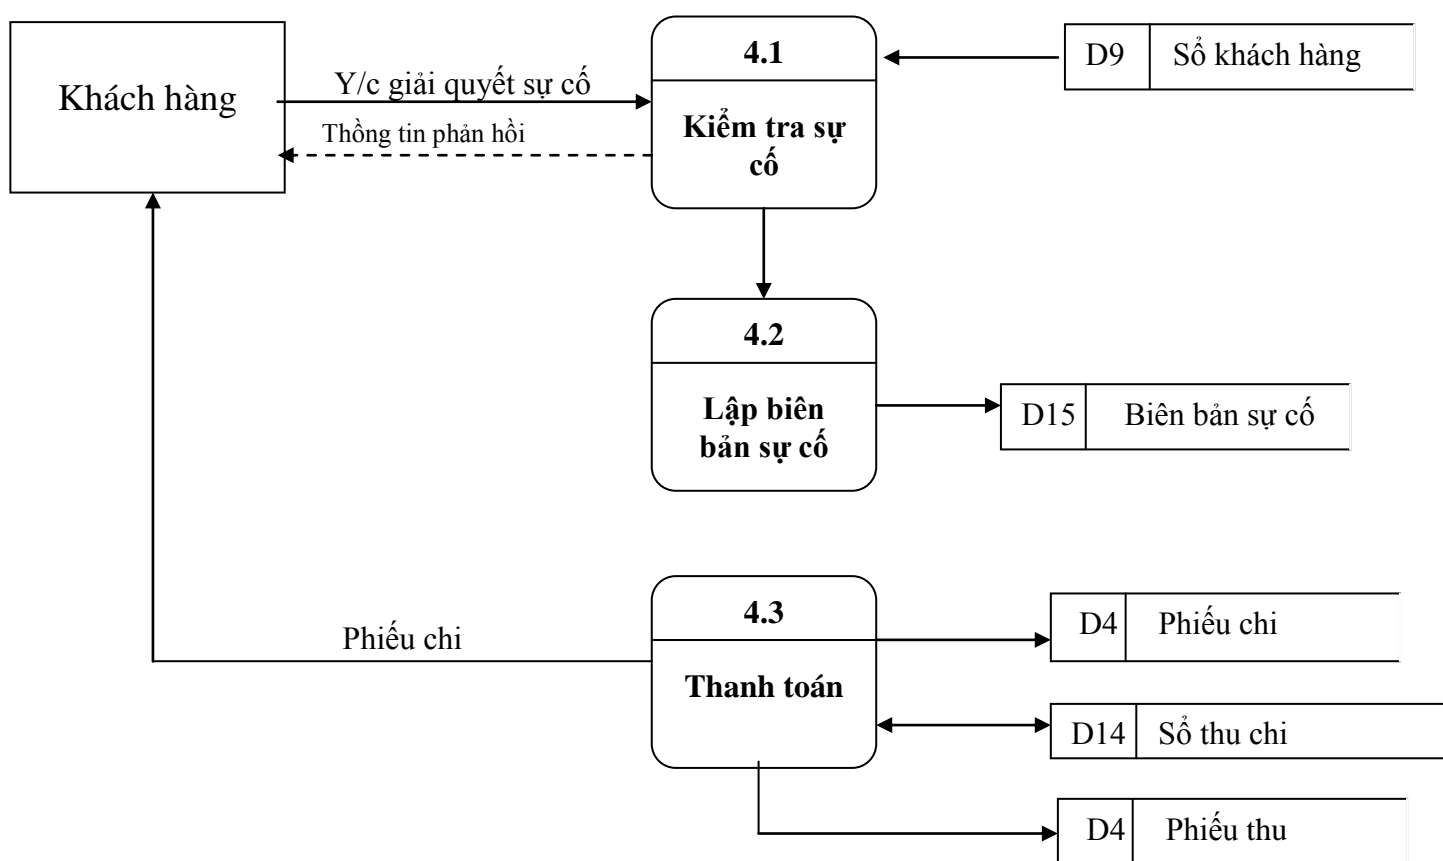 Khách hàng
Y/c giải quyết sự cố
Thồng tin phản hồi
4.1
Kiểm tra sự
cố
D9 Sổ khách hàng
4.2
Lập biên
bản sự cố
D15 Biên bản sự cố
Phiếu chi
4.3
Thanh toán
D4 Phiếu chi
D14 Sổ thu chi
D4 Phiếu thu